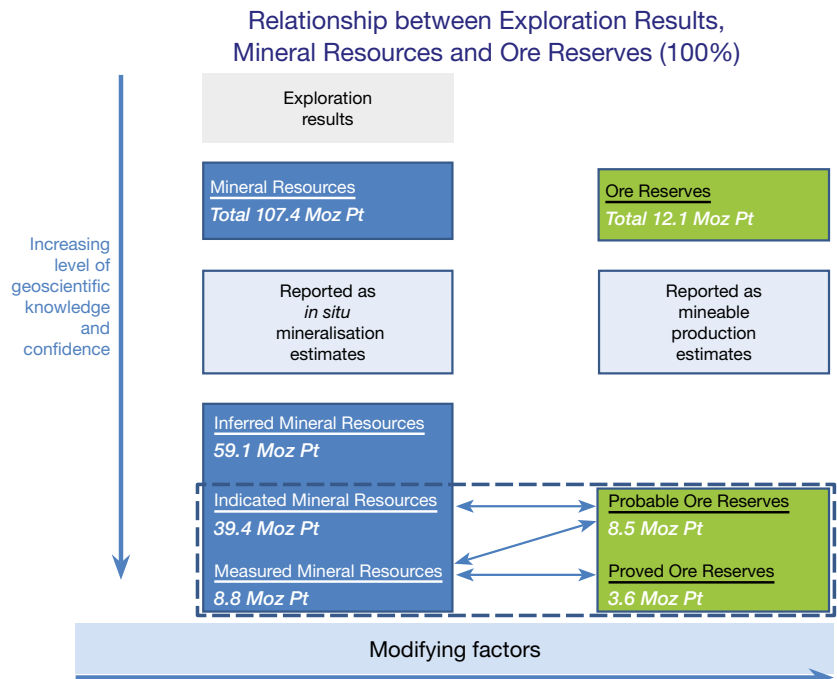 Relationship between Exploration Results,
Mineral Resources and Ore Reserves (100%)
Exploration
results
Mineral Resources
Total 107.4 Moz Pt
Ore Reserves
Total 12.1 Moz Pt
Increasing
level of
geoscientific
knowledge
and
confidence
Reported as
in situ
mineralisation
estimates
Reported as
mineable
production
estimates
Inferred Mineral Resources
59.1 Moz Pt
Indicated Mineral Resources
39.4 Moz Pt
Measured Mineral Resources
8.8 Moz Pt
Probable Ore Reserves
8.5 Moz Pt
Proved Ore Reserves
3.6 Moz Pt
Modifying factors